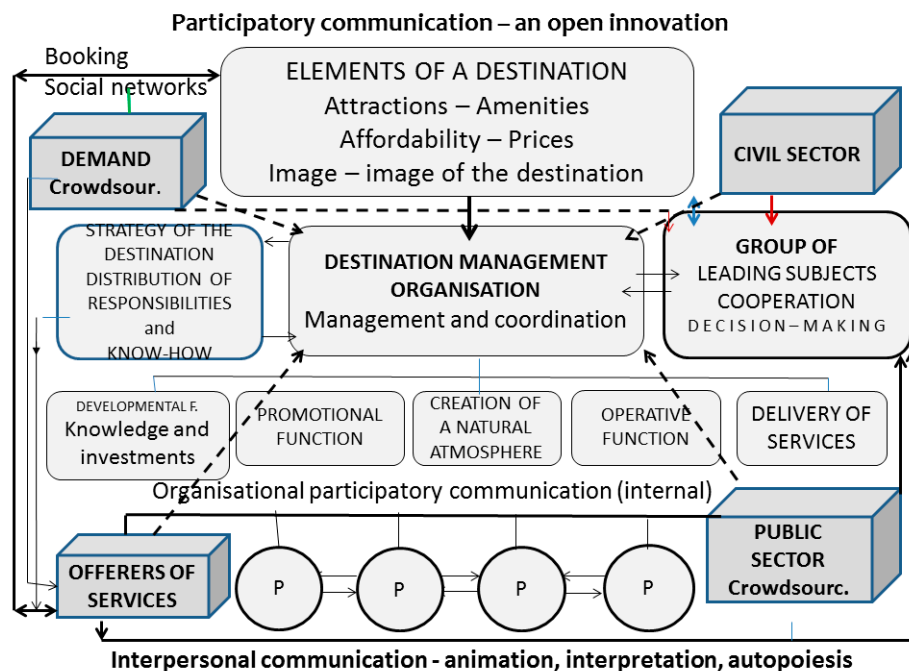 Participatory communication – an open innovation
Booking
Social networks
ELEMENTS OF A DESTINATION
Attractions – Amenities
Affordability – Prices
Image – image of the destination
DEMAND
Crowdsour.
CIVIL SECTOR
STRATEGY OF THE
DESTINATION
DISTRIBUTION OF
RESPONSIBILITIES
and
KNOW-HOW
DESTINATION MANAGEMENT
ORGANISATION
Management and coordination
GROUP OF
LEADING SUBJECTS
COOPERATION
DECISION–MAKING
DEVELOPMENTAL F.
Knowledge and
investments
PROMOTIONAL
FUNCTION
CREATION OF
A NATURAL
ATMOSPHERE
OPERATIVE
FUNCTION
DELIVERY OF
SERVICES
Organisational participatory communication (internal)
OFFERERS OF
SERVICES
P
P
P
P
PUBLIC
SECTOR
Crowdsourc.
Interpersonal communication - animation, interpretation, autopoiesis